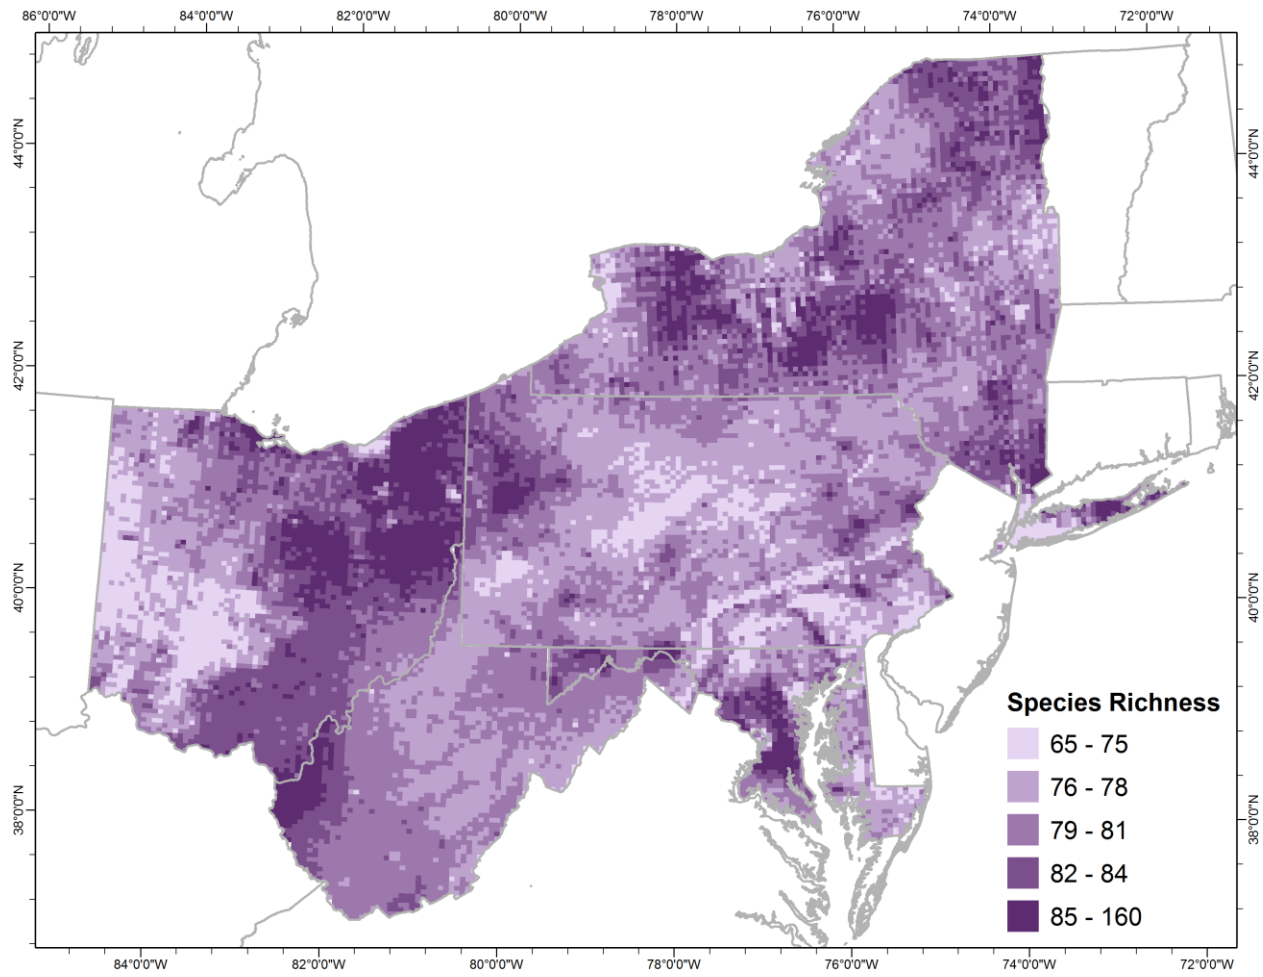 86°0'0"W 84°0'0"W 82°0'0"W 80°0'0"W 78°0'0"W 76°0'0"W 74°0'0"W 72°0'0"W
44°0'0"N 44°0'0"N
42°0'0"N 42°0'0"N
40°0'0"N 40°0'0"N
Species Richness
65 - 75
76 - 78
38°0'0"N 38°0'0"N
79 - 81
82 - 84
85 - 160
84°0'0"W 82°0'0"W 80°0'0"W 78°0'0"W 76°0'0"W 74°0'0"W 72°0'0"W